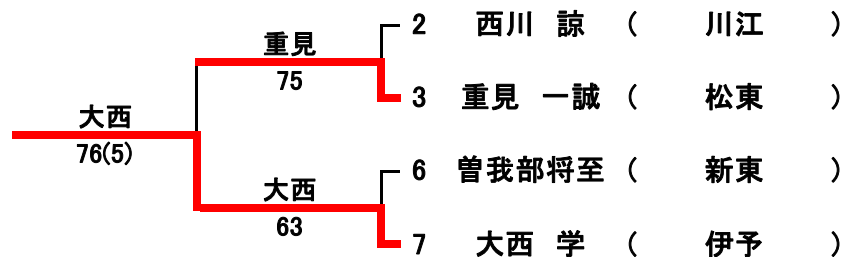 2 西川 諒 ( 川江 )
重見
75
3 重見 一誠 ( 松東 )
大西
76(5)
6 曽我部将至 ( 新東 )
大西
63
7 大西 学 ( 伊予 )